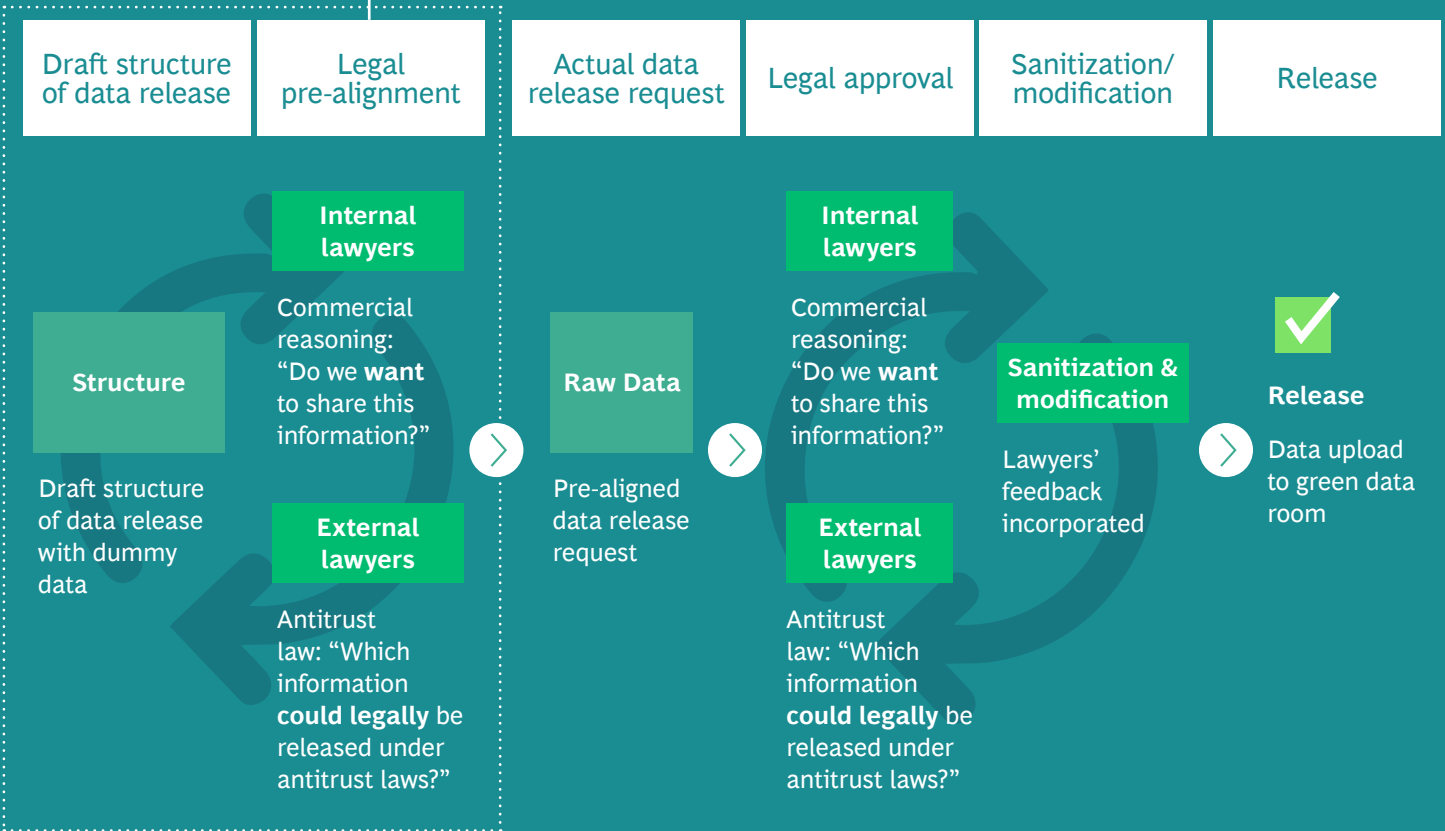 Draft structure
of data release
Legal
pre-alignment
Actual data
release request
Legal approval
Sanitization/
modification
Release
Structure
Draft structure
of data release
with dummy
data
Internal
lawyers
Commercial
reasoning:
“Do we want
to share this
information?”
External
lawyers
Antitrust
law: “Which
information
could legally be
released under
antitrust laws?”
Raw Data
Pre-aligned
data release
request
Internal
lawyers
Commercial
reasoning:
“Do we want
to share this
information?”
External
lawyers
Antitrust
law: “Which
information
could legally be
released under
antitrust laws?”
Sanitization &
modification
Lawyers’
feedback
incorporated
Release
Data upload
to green data
room